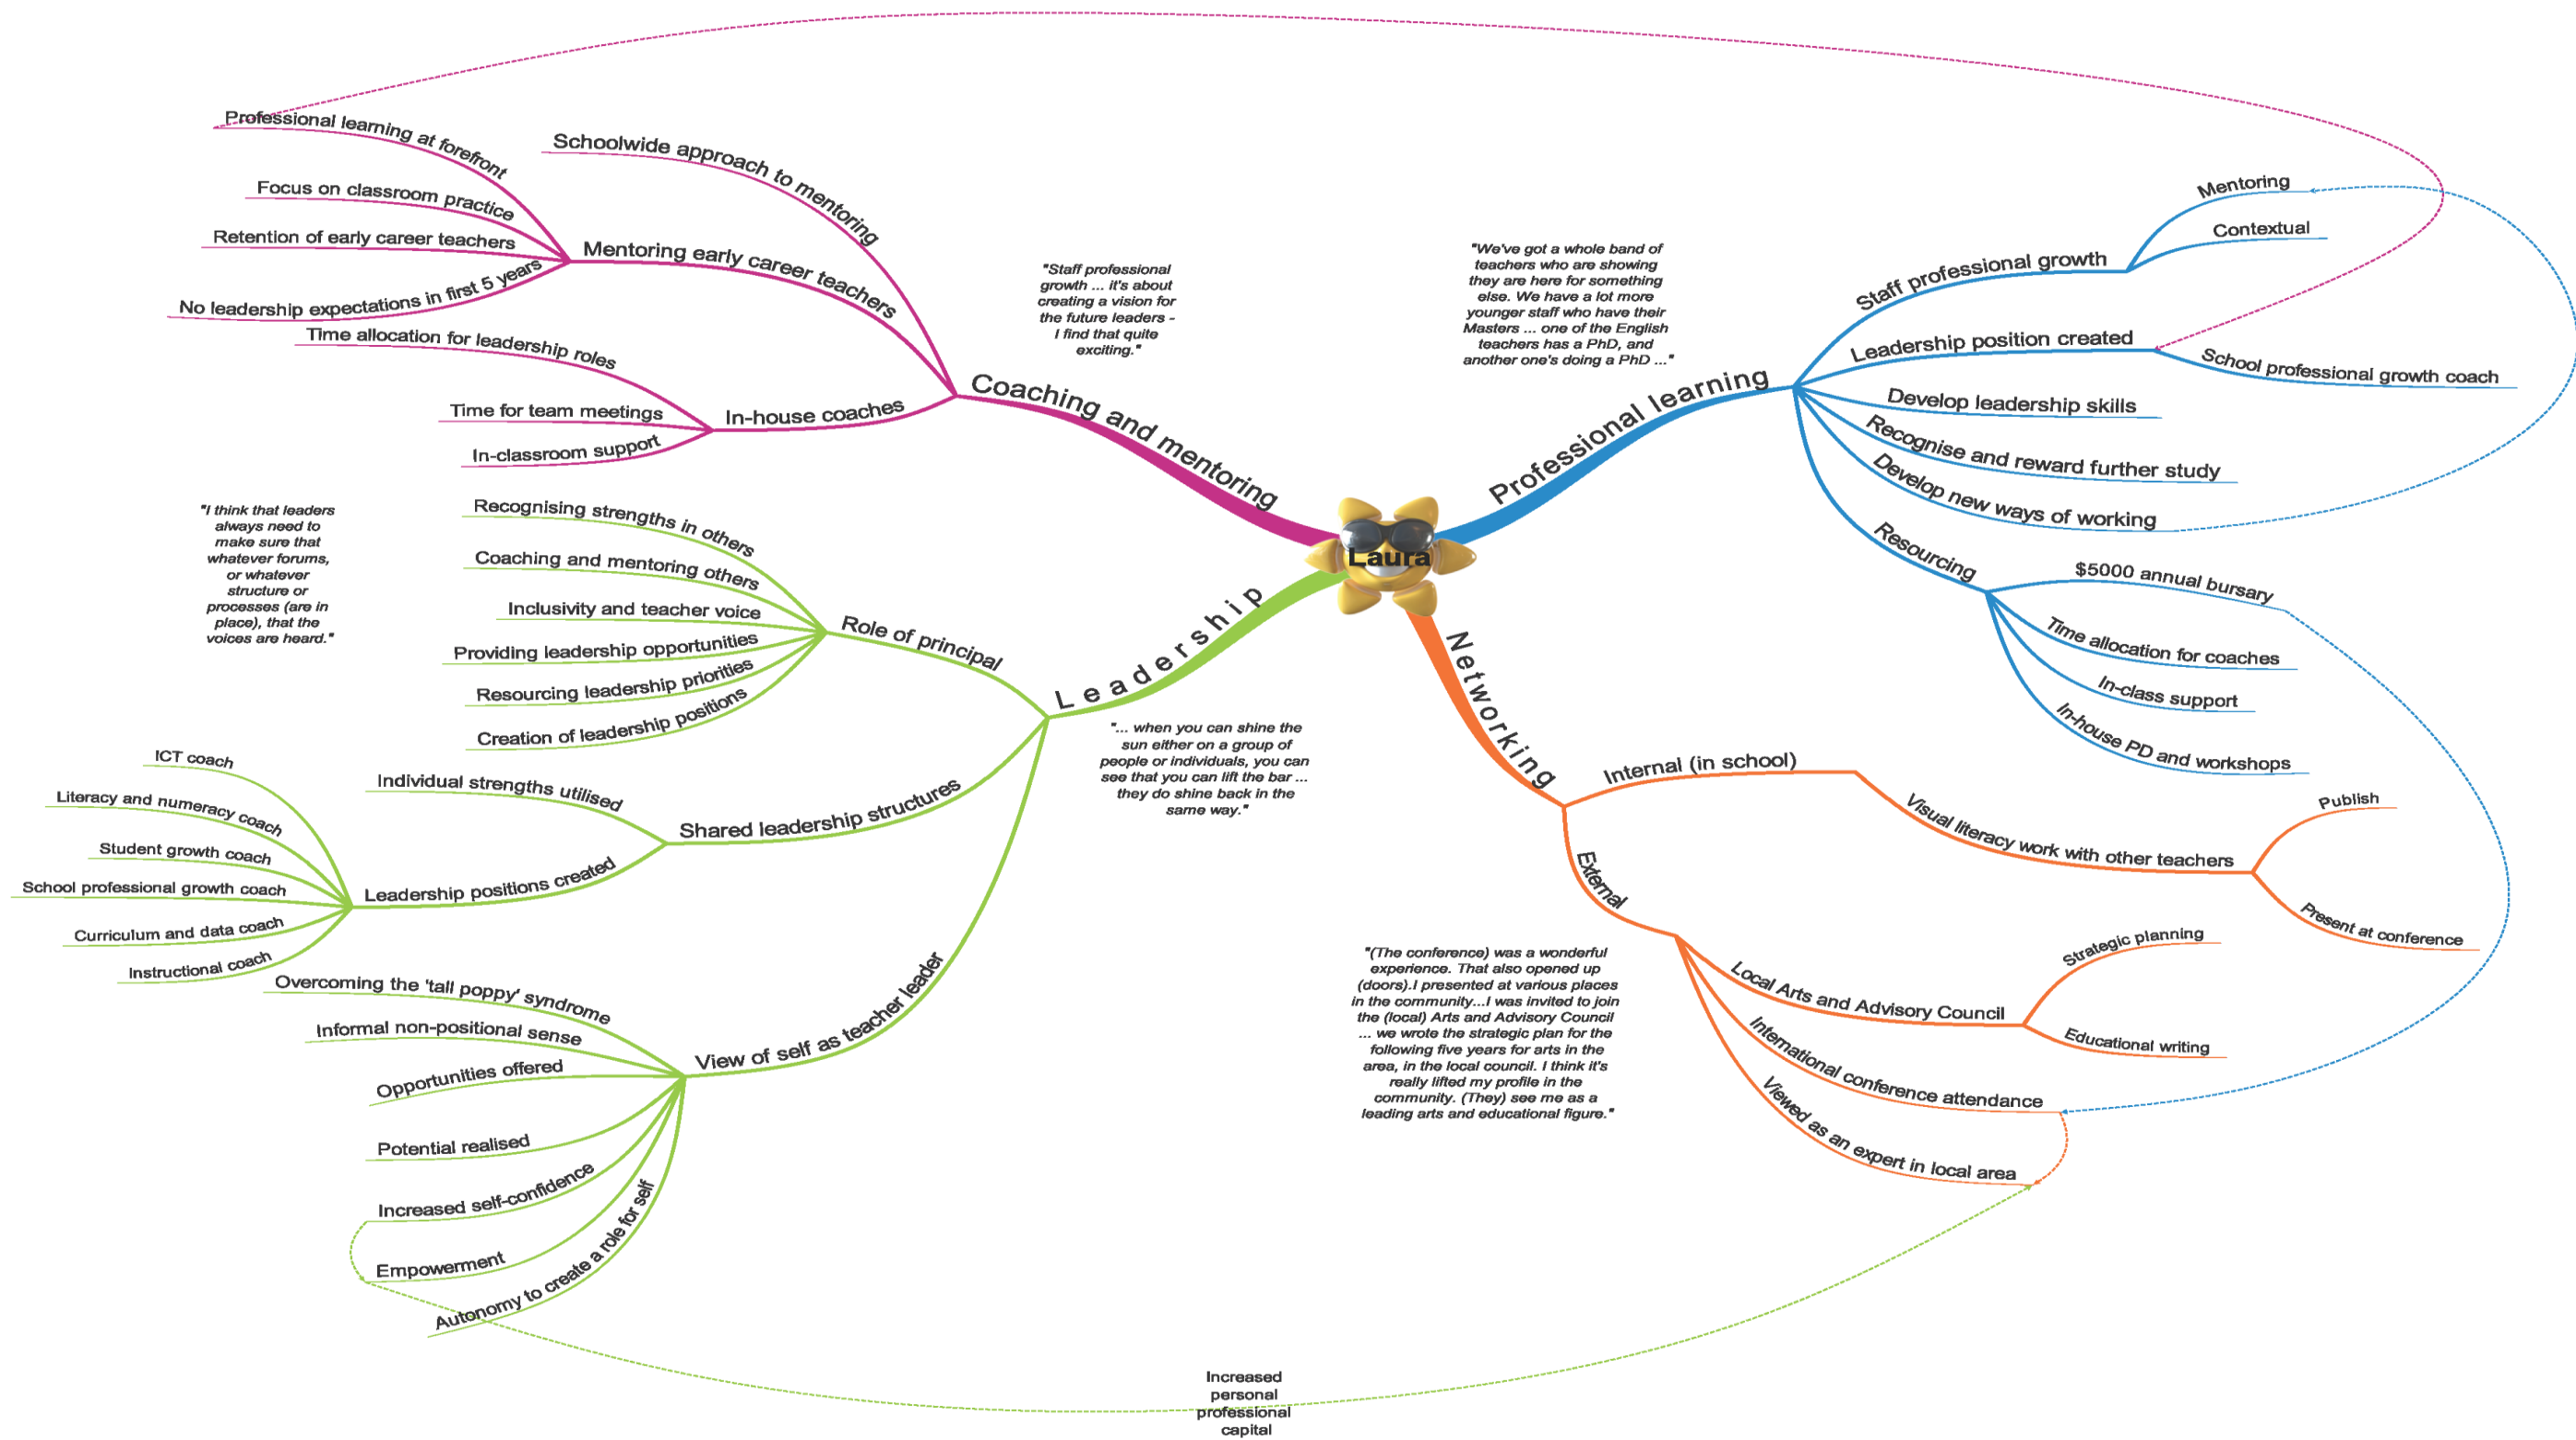 Laura
Coaching and mentoring
Schoolwide approach to mentoring
Mentoring early career teachers
Professional learning at forefront
Focus on classroom practice
Retention of early career teachers
No leadership expectations in first 5 years
In-house coaches
Time allocation for leadership roles
Time for team meetings
In-classroom support
"Staff professional
growth ... it's about
creating a vision for
the future leaders -
I find that quite
exciting."
Professional learning
"We've got a whole band of
teachers who are showing
they are here for something
else. We have a lot more
younger staff who have their
Masters ... one of the English
teachers has a PhD, and
another one's doing a PhD ..."
Staff professional growth
Mentoring
Contextual
Leadership position created
School professional growth coach
Develop leadership skills
Recognise and reward further study
Develop new ways of working
Resourcing
$5000 annual bursary
Time allocation for coaches
In-class support
In-house PD and workshops
Leadership
"I think that leaders
always need to
make sure that
whatever forums,
or whatever
structure or
processes (are in
place), that the
voices are heard."
Role of principal
Recognising strengths in others
Coaching and mentoring others
Inclusivity and teacher voice
Providing leadership opportunities
Resourcing leadership priorities
Creation of leadership positions
"... when you can shine the
sun either on a group of
people or individuals, you can
see that you can lift the bar ...
they do shine back in the
same way."
Shared leadership structures
Individual strengths utilised
Leadership positions created
ICT coach
Literacy and numeracy coach
Student growth coach
School professional growth coach
Curriculum and data coach
Instructional coach
View of self as teacher leader
Overcoming the 'tall poppy' syndrome
Informal non-positional sense
Opportunities offered
Potential realised
Increased self-confidence
Empowerment
Autonomy to create a role for self
Networking
Internal (in school)
Visual literacy work with other teachers
Publish
Present at conference
External
Local Arts and Advisory Council
Strategic planning
Educational writing
International conference attendance
Viewed as an expert in local area
"(The conference) was a wonderful
experience. That also opened up
(doors).I presented at various places
in the community...I was invited to join
the (local) Arts and Advisory Council
... we wrote the strategic plan for the
following five years for arts in the
area, in the local council. I think it's
really lifted my profile in the
community. (They) see me as a
leading arts and educational figure."
Increased
personal
professional
capital